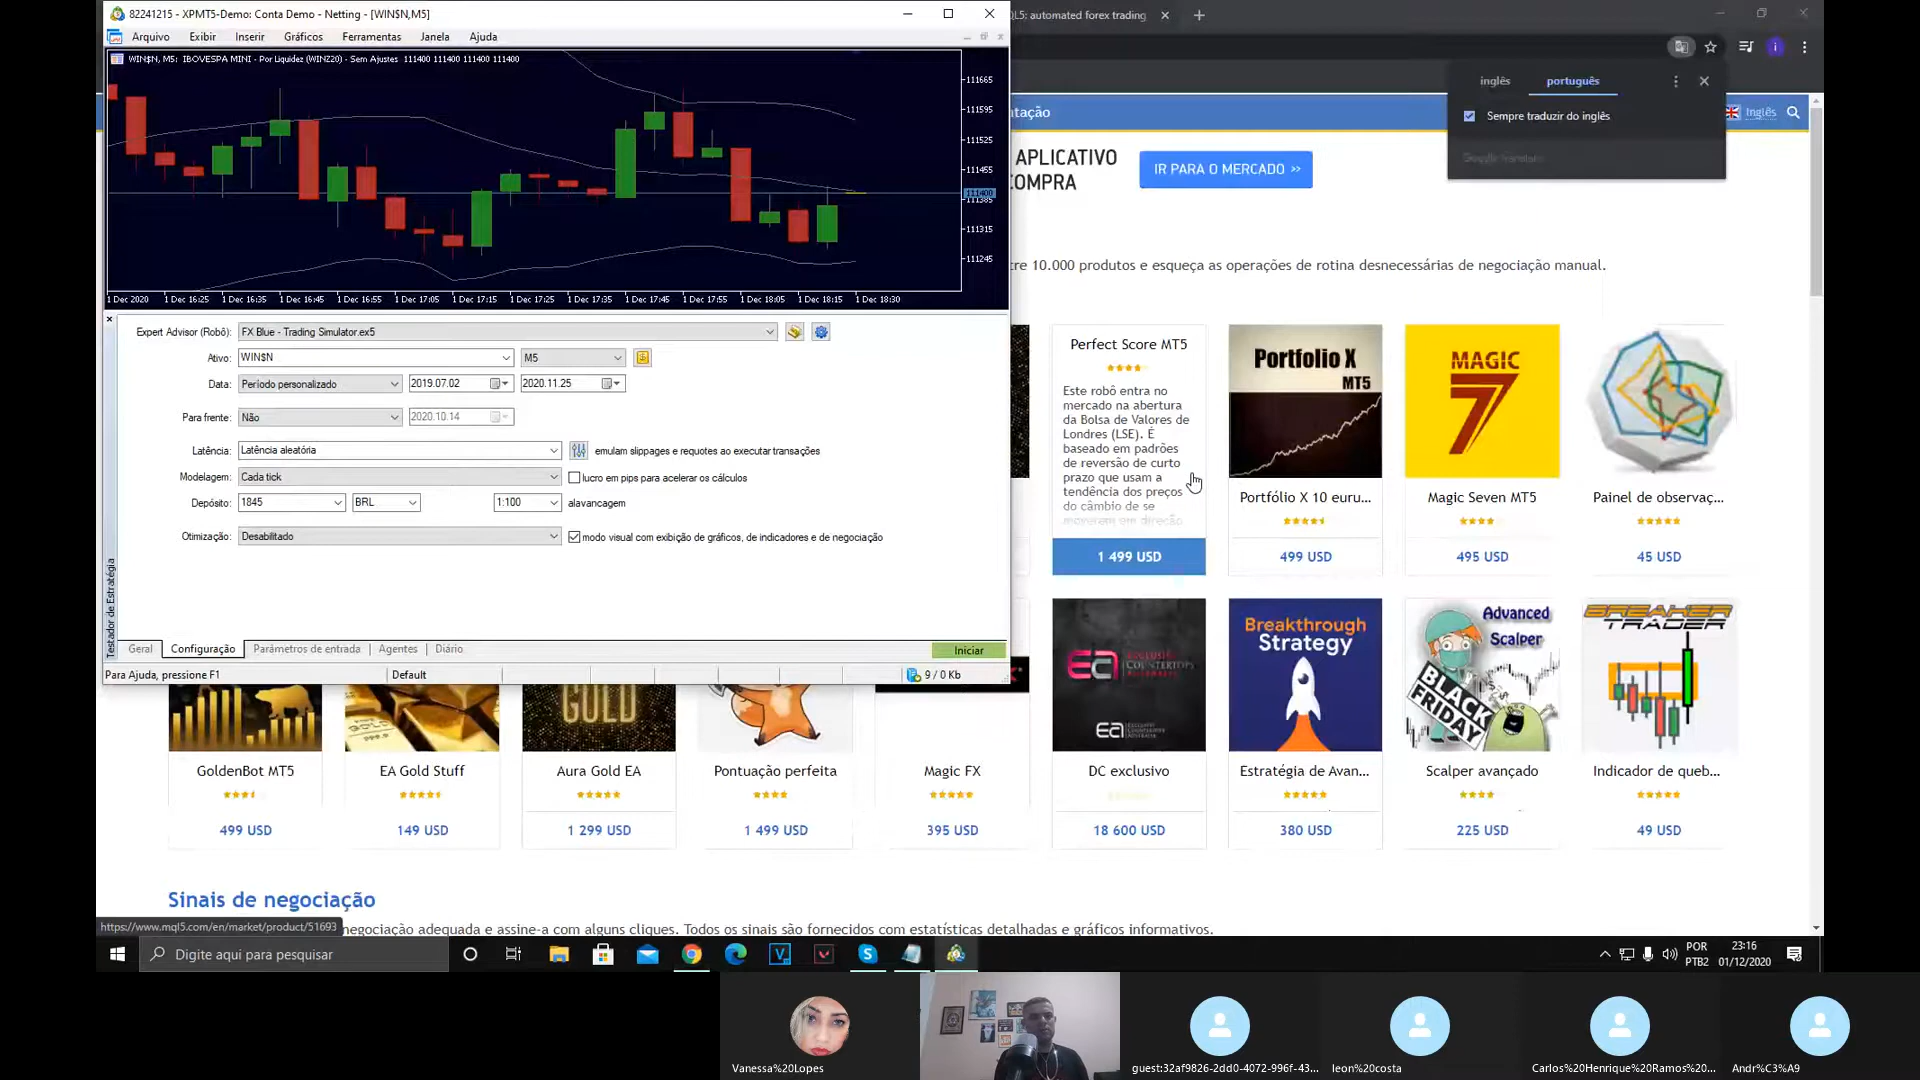 82241215 - XPMT5-Demo: Conta Demo - Netting - [WIN$N,M5]
QL5: automated forex trading
Arquivo Exibir Inserir Gráficos Ferramentas Janela Ajuda
WIN$N, M5: IBOVESPA MINI - Por Liquidez (WINZ20) - Sem Ajustes 111400 111400 111400 111400
111665
111595
111525
111455
111400
111385
111315
111245
1 Dec 2020 1 Dec 16:25 1 Dec 16:35 1 Dec 16:45 1 Dec 16:55 1 Dec 17:05 1 Dec 17:15 1 Dec 17:25 1 Dec 17:35 1 Dec 17:45 1 Dec 17:55 1 Dec 18:05 1 Dec 18:15 1 Dec 18:30
Expert Advisor (Robô): FX Blue - Trading Simulator.ex5
Ativo: WIN$N M5
Data: Período personalizado 2019.07.02 2020.11.25
Para frente: Não 2020.10.14
Latência: Latência aleatória emulam slippages e requotes ao executar transações
Modelagem: Cada tick lucro em pips para acelerar os cálculos
Depósito: 1845 BRL 1:100 alavancagem
Otimização: Desabilitado modo visual com exibição de gráficos, de indicadores e de negociação
Testador de Estratégia
Geral Configuração Parámetros de entrada Agentes Diário Iniciar
Para Ajuda, pressione F1 Default 9 / 0 Kb
inglês português
Sempre traduzir do inglês
utação
Inglês
APLICATIVO
COMPRA
IR PARA O MERCADO >>
tre 10.000 produtos e esqueça as operações de rotina desnecessárias de negociação manual.
Perfect Score MT5
Este robô entra no
mercado na abertura
da Bolsa de Valores de
Londres (LSE). É
baseado em padrões
de reversão de curto
prazo que usam a
tendência dos preços
do câmbio de se
moverem em direção
1 499 USD
Portfolio X
MT5
Portfólio X 10 euru...
499 USD
MAGIC
7
Magic Seven MT5
495 USD
Painel de observaç...
45 USD
GOLD
EA
Breakthrough
Strategy
Advanced
Scalper
BLACK
FRIDAY
BREAKER
TRADER
GoldenBot MT5
499 USD
EA Gold Stuff
149 USD
Aura Gold EA
1 299 USD
Pontuação perfeita
1 499 USD
Magic FX
395 USD
DC exclusivo
18 600 USD
Estratégia de Avan...
380 USD
Scalper avançado
225 USD
Indicador de queb...
49 USD
Sinais de negociação
https://www.mql5.com/en/market/product/51693
negociação adequada e assine-a com alguns cliques. Todos os sinais são fornecidos com estatísticas detalhadas e gráficos informativos.
Digite aqui para pesquisar
POR
PTB2
23:16
01/12/2020
Vanessa%20Lopes
guest:32af9826-2dd0-4072-996f-43...
leon%20costa
Carlos%20Henrique%20Ramos%20...
Andr%C3%A9